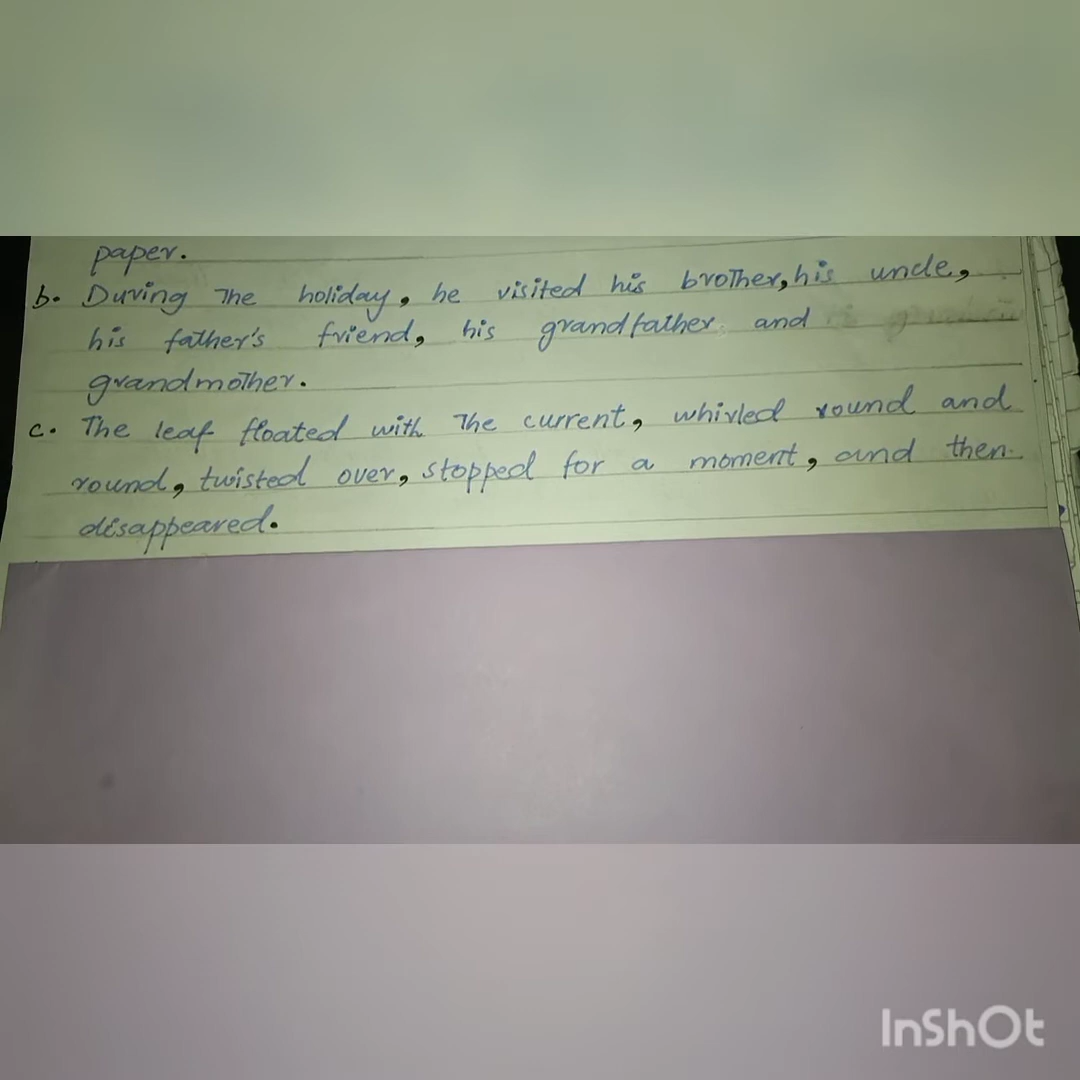 paper.
b. During the holiday, he visited his brother, his uncle,
his father's friend, his grandfather and
grandmother.
c. The leaf floated with the current, whirled round and
round, twisted over, stopped for a moment, and then
disappeared.
InShOt